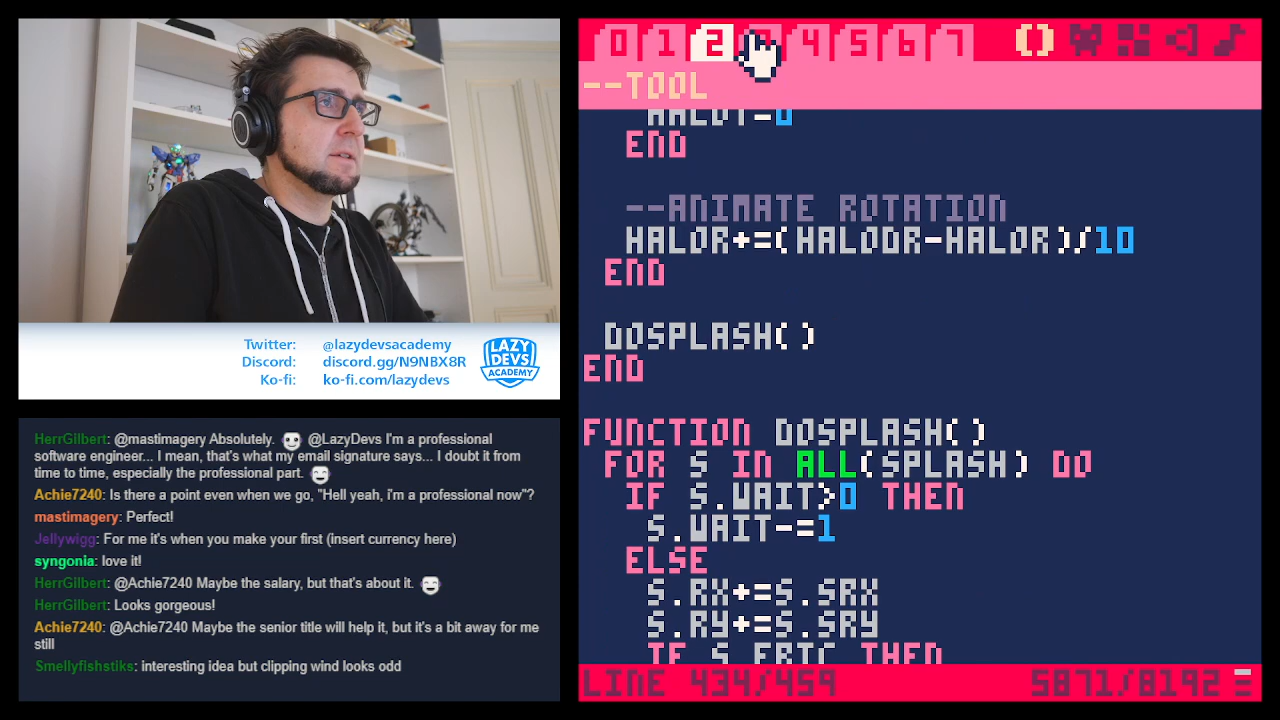 Twitter: @lazydevsacademy
Discord: discord.gg/N9NBX8R
Ko-fi: ko-fi.com/lazydevs
LAZY
DEVS
ACADEMY
HerrGilbert: @mastimagery Absolutely. @LazyDevs I'm a professional
software engineer... I mean, that's what my email signature says... I doubt it from
time to time, especially the professional part.
Achie7240: Is there a point even when we go, "Hell yeah, i'm a professional now"?
mastimagery: Perfect!
Jellywigg: For me it's when you make your first (insert currency here)
syngonia: love it!
HerrGilbert: @Achie7240 Maybe the salary, but that's about it.
HerrGilbert: Looks gorgeous!
Achie7240: @Achie7240 Maybe the senior title will help it, but it's a bit away for me
still
Smellyfishstiks: interesting idea but clipping wind looks odd
0 1 2 4 5 6 7 ()
--TOOL
END
--ANIMATE ROTATION
HALOR+=(HALODR-HALOR)/10
END
DOSPLASH()
END
FUNCTION DOSPLASH()
FOR S IN ALL(SPLASH) DO
IF S.WAIT>0 THEN
S.WAIT-=1
ELSE
S.RX+=S.SRX
S.RY+=S.SRY
IF S.FRIC THEN
LINE 434/459 5871/8192